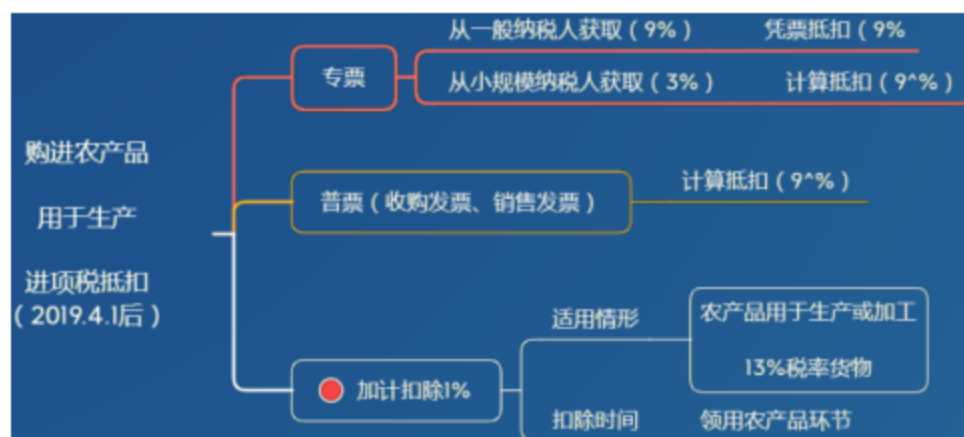 购进农产品
用于生产
进项税抵扣
（2019.4.1后）
专票
从一般纳税人获取（9%） 凭票抵扣（9%
从小规模纳税人获取（3%） 计算抵扣（9^%）
普票（收购发票、销售发票）
计算抵扣（9^%）
加计扣除1%
适用情形
农产品用于生产或加工
13%税率货物
扣除时间
领用农产品环节